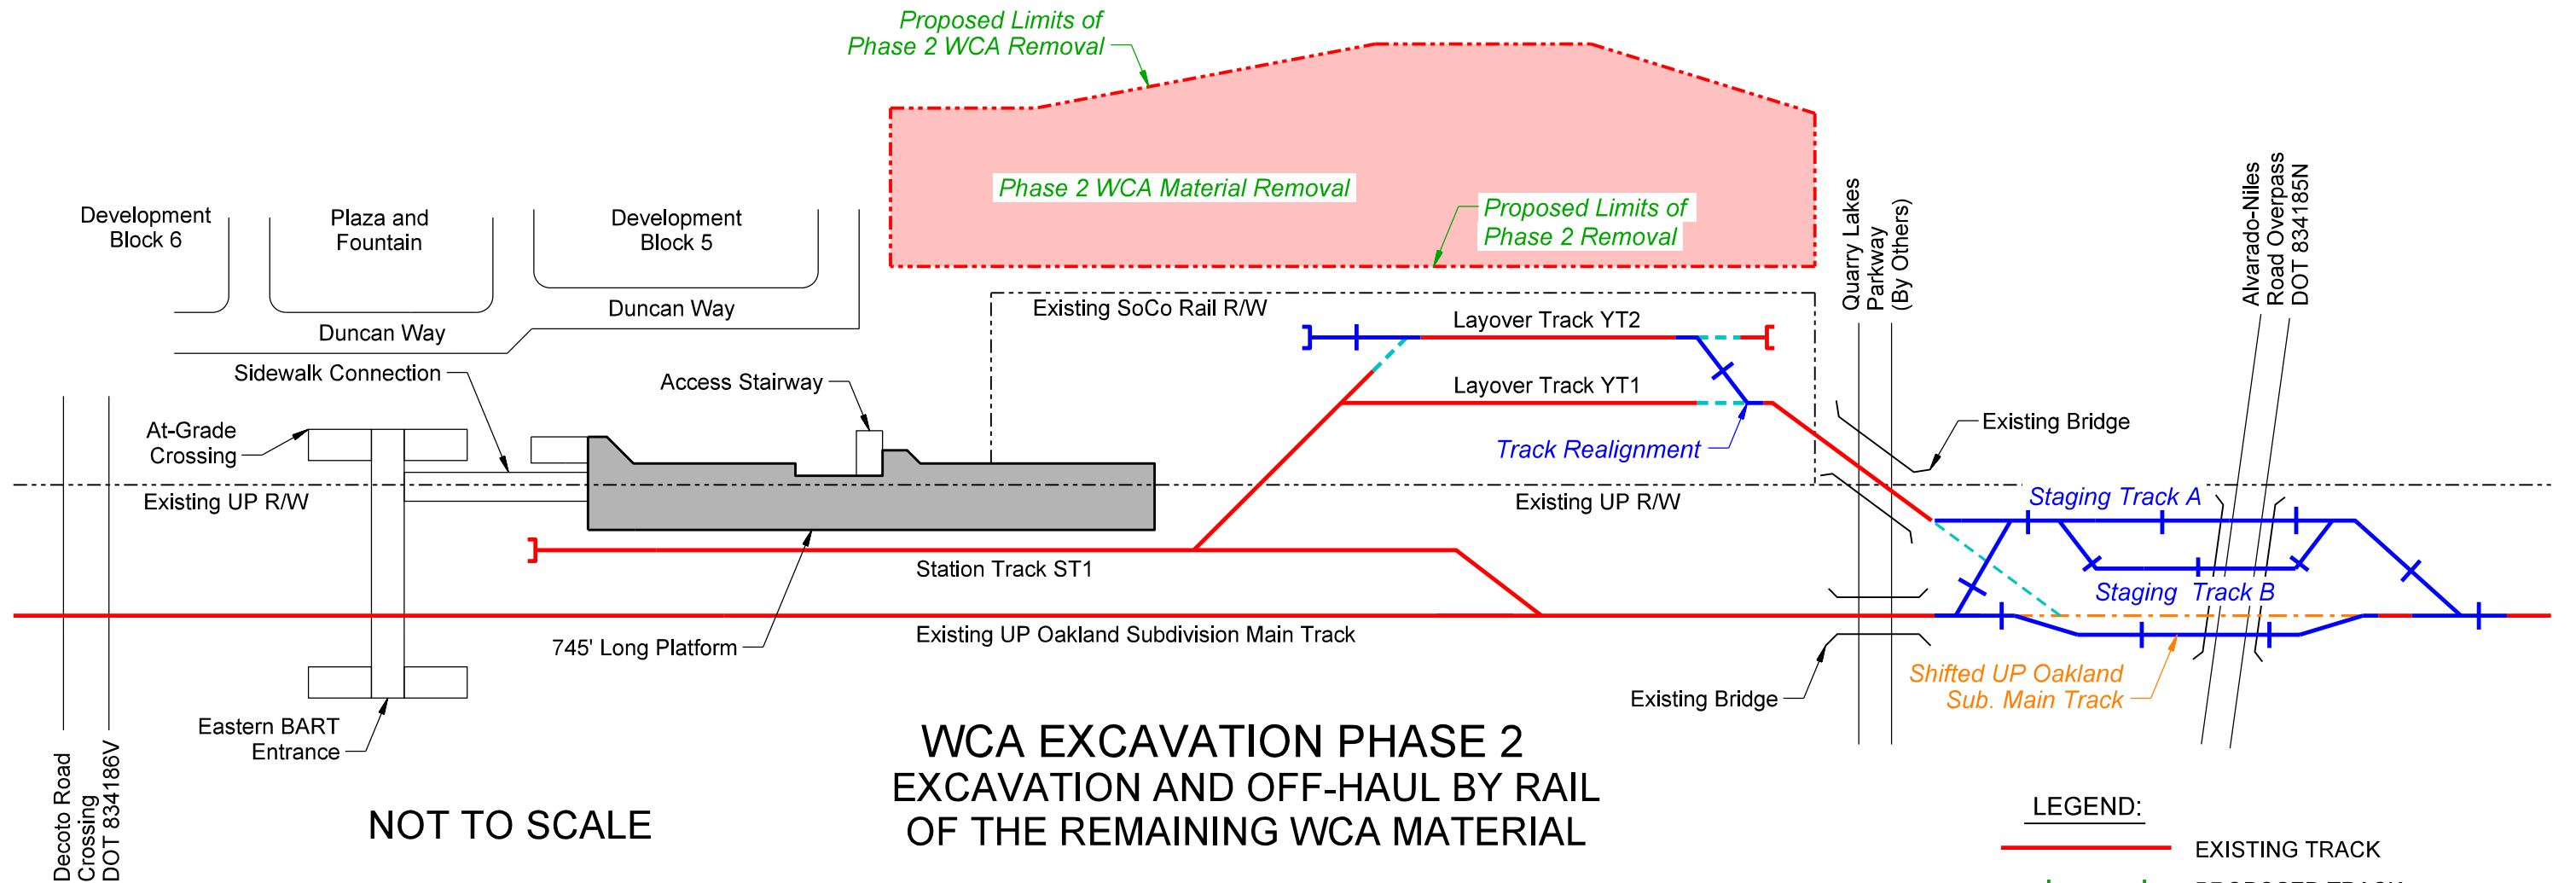 Proposed Limits of
Phase 2 WCA Removal
Phase 2 WCA Material Removal
Proposed Limits of
Phase 2 Removal
Development
Block 6
Plaza and
Fountain
Development
Block 5
Duncan Way
Duncan Way
Sidewalk Connection
Access Stairway
At-Grade
Crossing
Existing UP R/W
Existing SoCo Rail R/W
Layover Track YT2
Layover Track YT1
Track Realignment
Existing UP R/W
Quarry Lakes
Parkway
(By Others)
Alvarado-Niles
Road Overpass
DOT 834185N
Existing Bridge
Staging Track A
Staging Track B
Station Track ST1
Existing UP Oakland Subdivision Main Track
745' Long Platform
Shifted UP Oakland
Sub. Main Track
Existing Bridge
Eastern BART
Entrance
Decoto Road
Crossing
DOT 834186V
NOT TO SCALE
WCA EXCAVATION PHASE 2
EXCAVATION AND OFF-HAUL BY RAIL
OF THE REMAINING WCA MATERIAL
LEGEND:
EXISTING TRACK